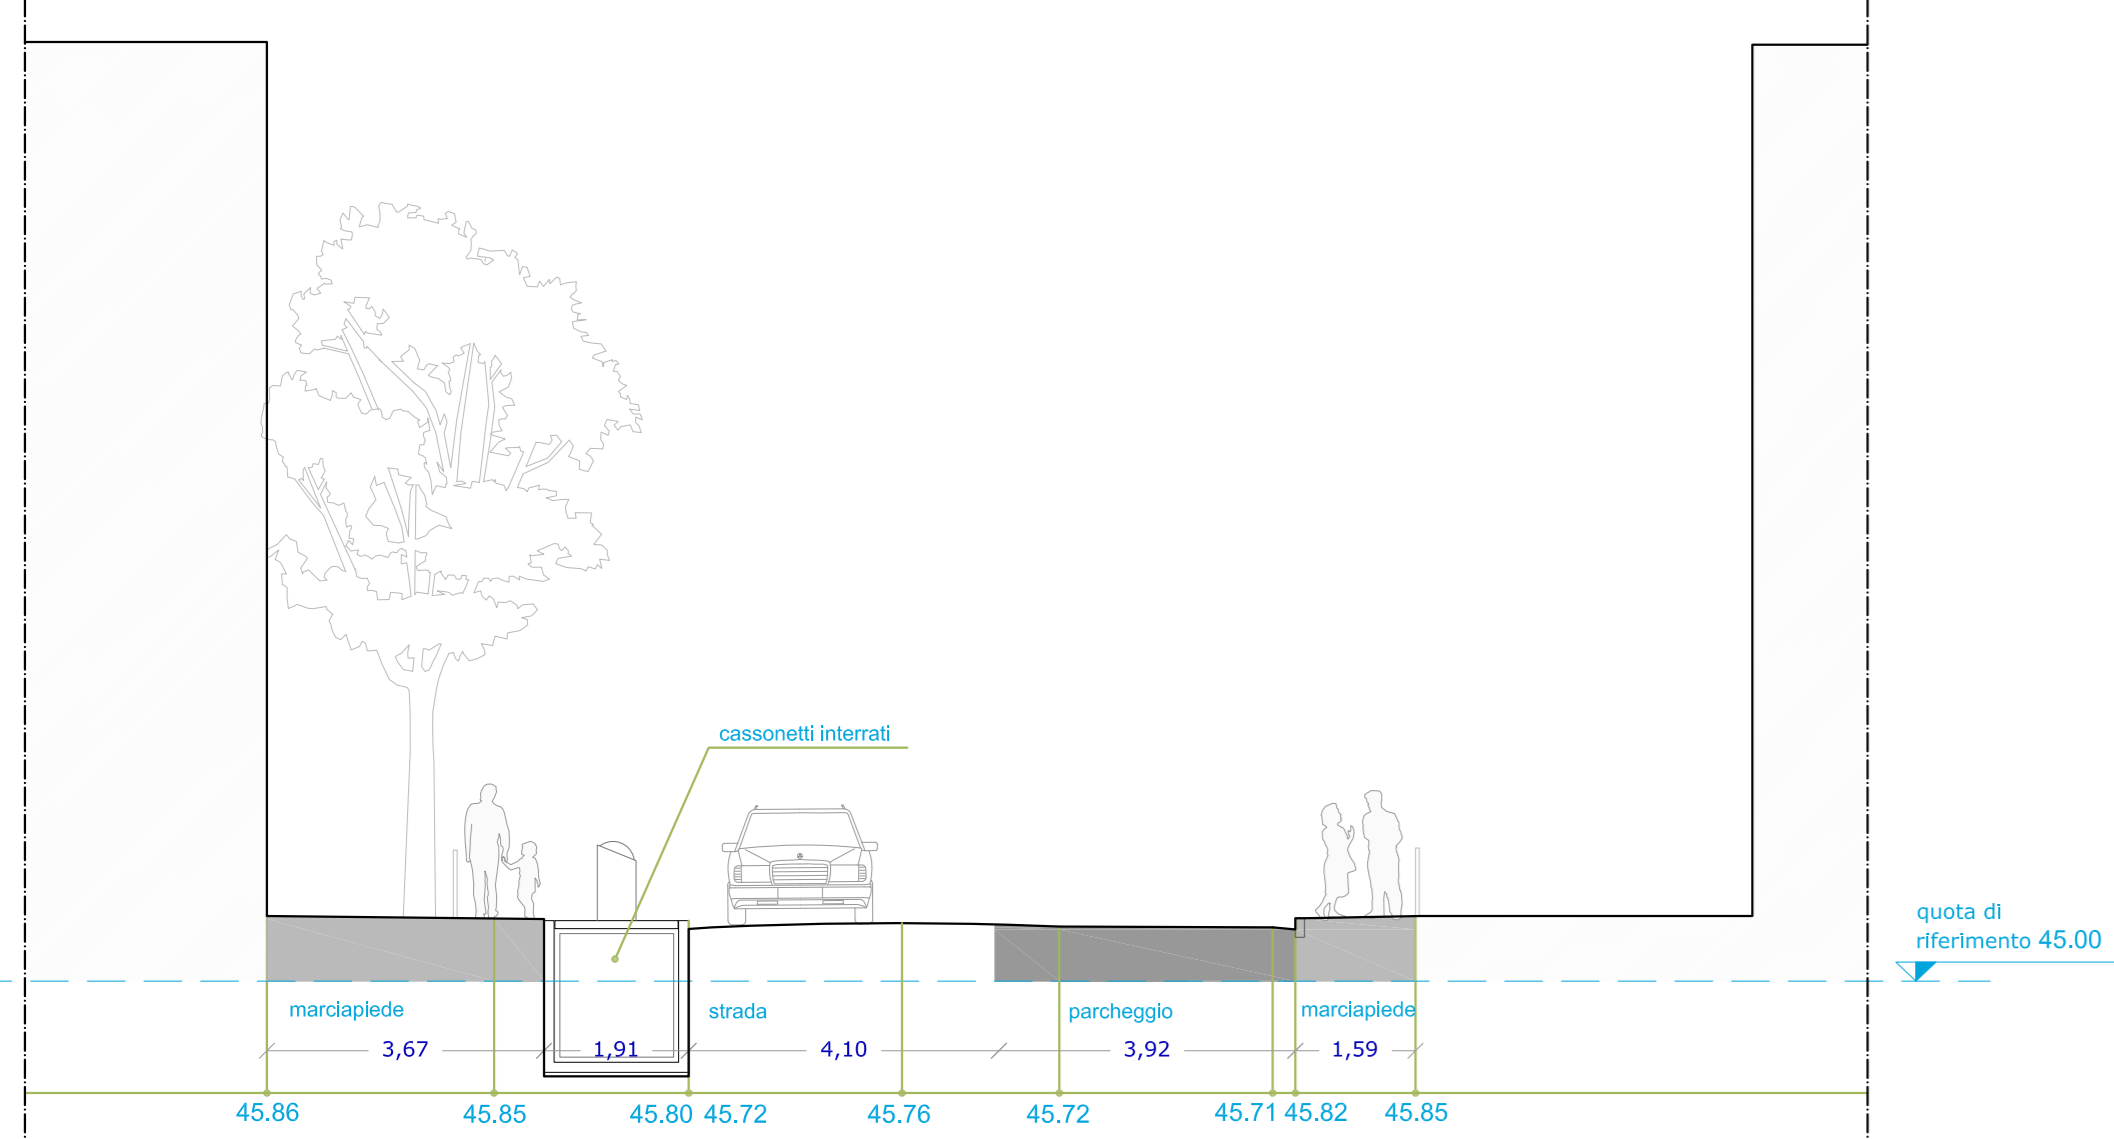 cassonetti interrati
quota di
riferimento 45.00
marciapiede
strada
parcheggio
marciapiede
3,67
1,91
4,10
3,92
1,59
45.86
45.85
45.80
45.72
45.76
45.72
45.71
45.82
45.85